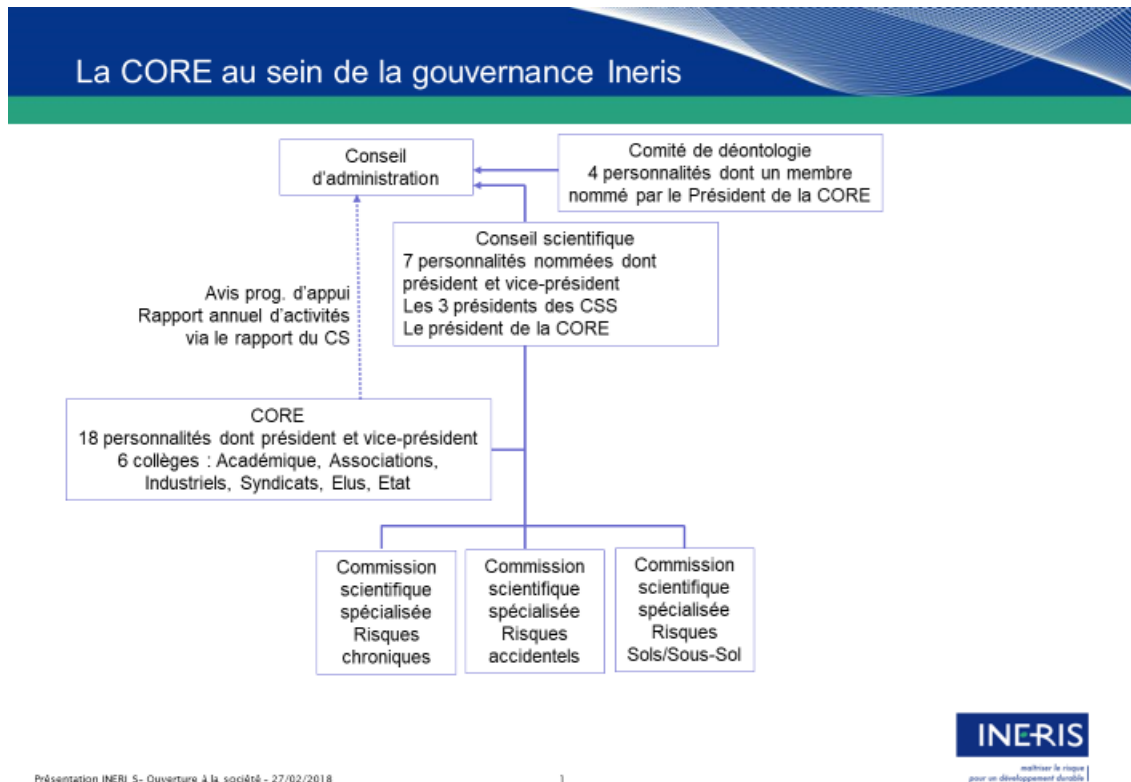 La CORE au sein de la gouvernance Ineris
Conseil
d'administration
Comité de déontologie
4 personnalités dont un membre
nommé par le Président de la CORE
Conseil scientifique
7 personnalités nommées dont
président et vice-président
Les 3 présidents des CSS
Le président de la CORE
Avis prog. d'appui
Rapport annuel d'activités
via le rapport du CS
CORE
18 personnalités dont président et vice-président
6 collèges : Académique, Associations,
Industriels, Syndicats, Elus, Etat
Commission
scientifique
spécialisée
Risques
chroniques
Commission
scientifique
spécialisée
Risques
accidentels
Commission
scientifique
spécialisée
Risques
Sols/Sous-Sol
INERIS
maîtriser le risque
pour un développement durable
Présentation INERI S- Ouverture à la société - 27/02/2018
1